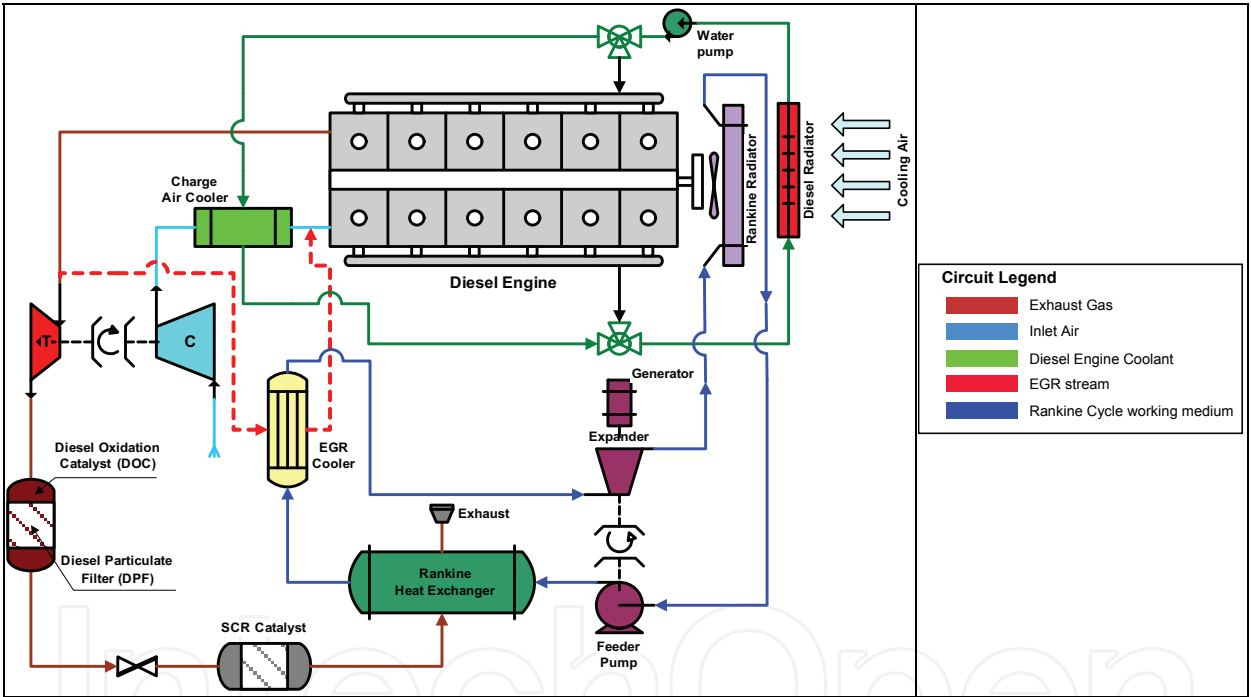 Water
pump
Charge
Air Cooler
Diesel Engine
Rankine Radiator
Diesel Radiator
Cooling Air
T
C
Diesel Oxidation
Catalyst (DOC)
EGR
Cooler
Generator
Expander
Exhaust
Diesel Particulate
Filter (DPF)
Rankine
Heat Exchanger
Feeder
Pump
SCR Catalyst
Circuit Legend
Exhaust Gas
Inlet Air
Diesel Engine Coolant
EGR stream
Rankine Cycle working medium
IntechOpen